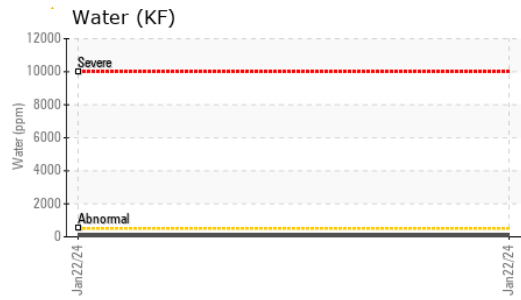 Water (KF)
12000
Severe
10000
8000
Water (ppm)
6000
4000
2000
Abnormal
0
Jan22/24
Jan22/24